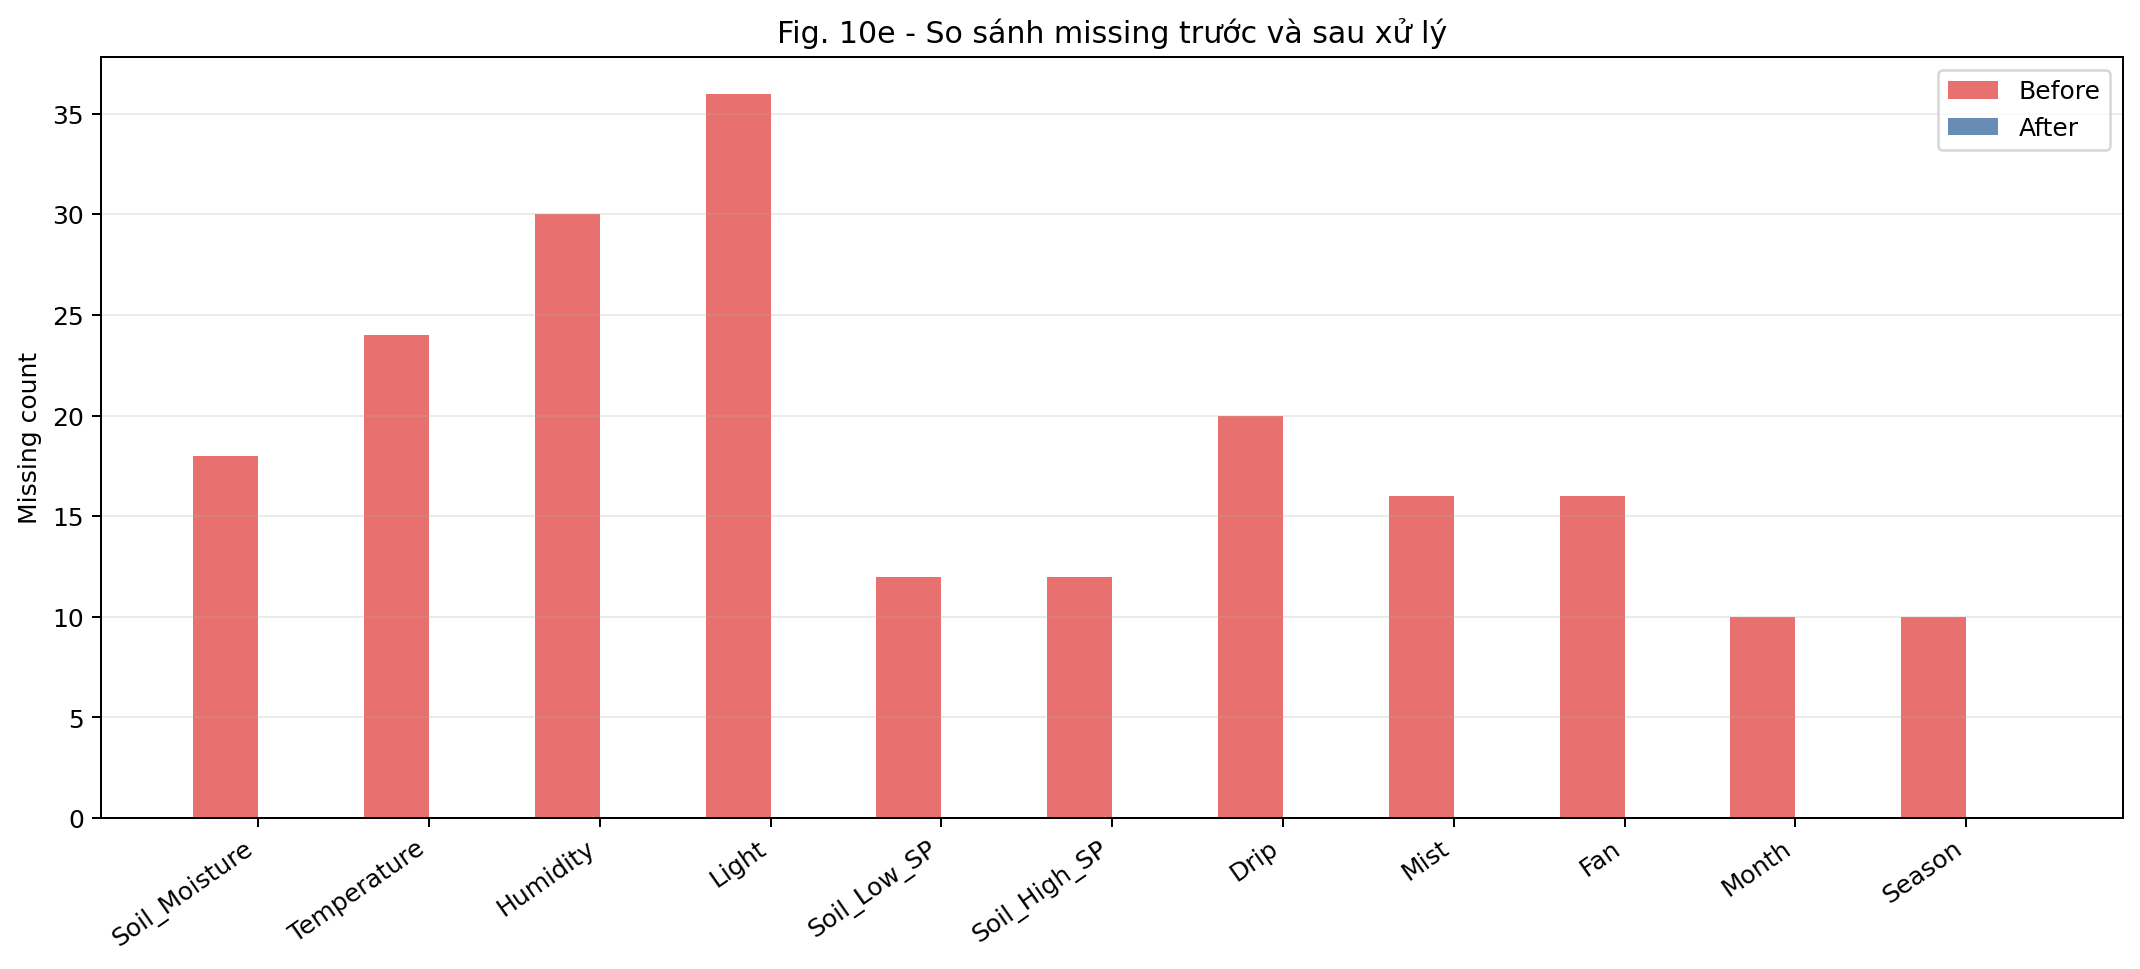 Fig. 10e - So sánh missing trước và sau xử lý
Before
After
Missing count
35
30
25
20
15
10
5
0
Soil_Moisture
Temperature
Humidity
Light
Soil_Low_SP
Soil_High_SP
Drip
Mist
Fan
Month
Season